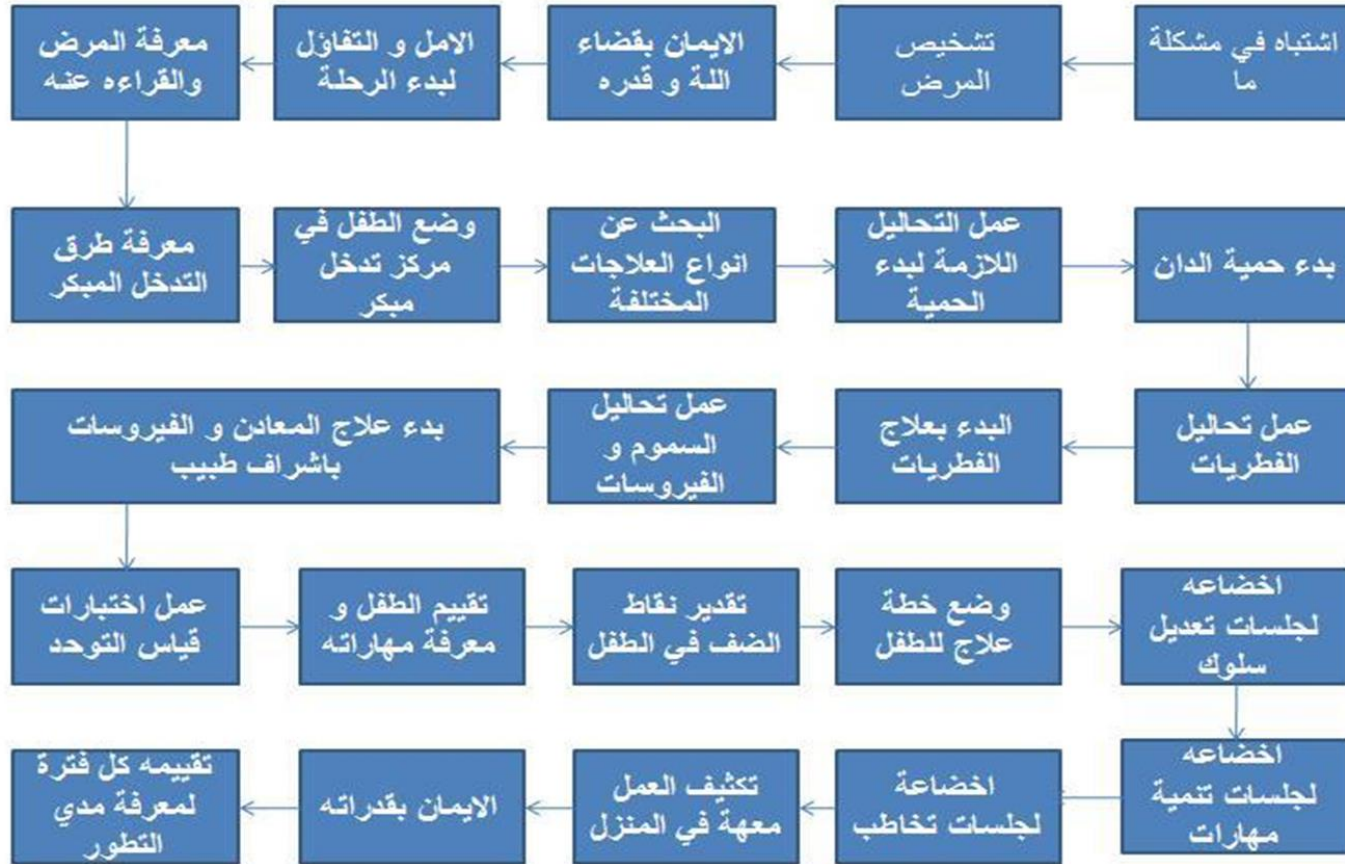 اشتباه في مشكلة
ما
تشخيص
المرض
الايمان بقضاء
اللة و قدره
الامل و التفاؤل
لبدء الرحلة
معرفة المرض
والقراءه عنه
معرفة طرق
التدخل المبكر
وضع الطفل في
مركز تدخل
مبكر
البحث عن
انواع العلاجات
المختلفة
عمل التحاليل
اللازمة لبدء
الحمية
بدء حمية الدان
عمل تحاليل
الفطريات
البدء بعلاج
الفطريات
عمل تحاليل
السموم و
الفيروسات
بدء علاج المعادن و الفيروسات
باشراف طبيب
عمل اختبارات
قياس التوحد
تقييم الطفل و
معرفة مهاراته
تقدير نقاط
الضف في الطفل
وضع خطة
علاج للطفل
اخضاعه
لجلسات تعديل
سلوك
اخضاعه
لجلسات تنمية
مهارات
اخضاعة
لجلسات تخاطب
تكثيف العمل
معهة في المنزل
الايمان بقدراته
تقييمه كل فترة
لمعرفة مدي
التطور